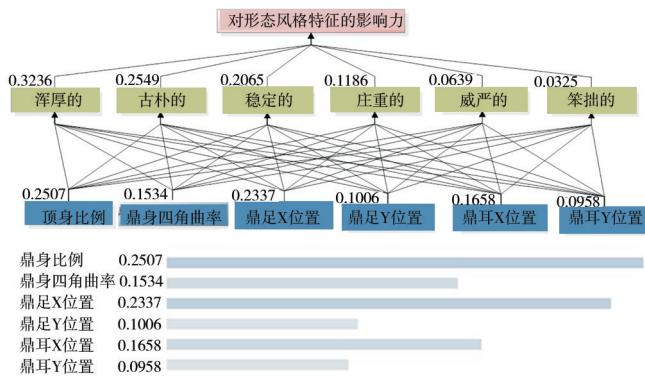 对形态风格特征的影响力
0.3236 0.2549 0.2065 0.1186 0.0639 0.0325
浑厚的 古朴的 稳定的 庄重的 威严的 笨拙的
0.2507 0.1534 0.2337 0.1006 0.1658 0.0958
顶身比例 鼎身四角曲率 鼎足X位置 鼎足Y位置 鼎耳X位置 鼎耳Y位置
鼎身比例 0.2507
鼎身四角曲率 0.1534
鼎足X位置 0.2337
鼎足Y位置 0.1006
鼎耳X位置 0.1658
鼎耳Y位置 0.0958